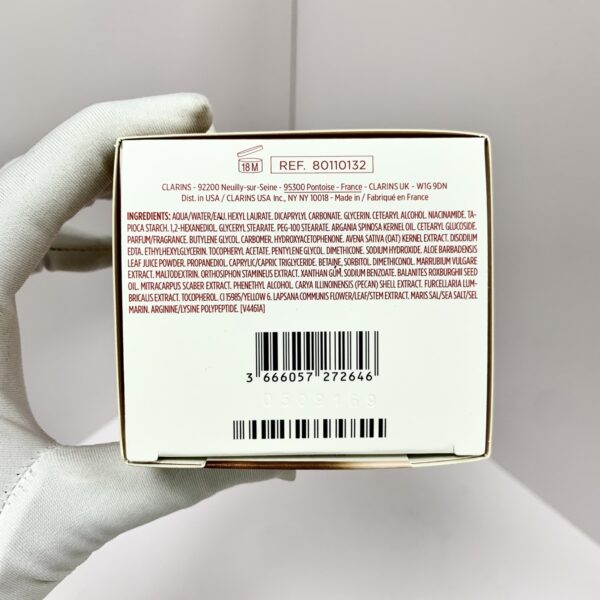 18 M
REF. 80110132
CLARINS - 92200 Neuilly-sur-Seine - 95300 Pontoise - France - CLARINS UK - W1G 9DN
Dist. in USA / CLARINS USA Inc., NY NY 10018 - Made in / Fabriqué en France
INGREDIENTS: AQUA/WATER/EAU. HEXYL LAURATE. DICAPRYLYL CARBONATE. GLYCERIN. CETEARYL ALCOHOL. NIACINAMIDE. TA-
PIOCA STARCH. 1,2-HEXANEDIOL. GLYCERYL STEARATE. PEG-100 STEARATE. ARGANIA SPINOSA KERNEL OIL. CETEARYL GLUCOSIDE.
PARFUM/FRAGRANCE. BUTYLENE GLYCOL. CARBOMER. HYDROXYACETOPHENONE. AVENA SATIVA (OAT) KERNEL EXTRACT. DISODIUM
EDTA. ETHYLHEXYLGLYCERIN. TOCOPHERYL ACETATE. PENTYLENE GLYCOL. DIMETHICONE. SODIUM HYDROXIDE. ALOE BARBADENSIS
LEAF JUICE POWDER. PROPANEDIOL. CAPRYLIC/CAPRIC TRIGLYCERIDE. BETAINE. SORBITOL. DIMETHICONOL. MARRUBIUM VULGARE
EXTRACT. MALTODEXTRIN. ORTHOSIPHON STAMINEUS EXTRACT. XANTHAN GUM. SODIUM BENZOATE. BALANITES ROXBURGHII SEED
OIL. MITRACARPUS SCABER EXTRACT. PHENETHYL ALCOHOL. CARYA ILLINOINENSIS (PECAN) SHELL EXTRACT. FURCELLARIA LUM-
BRICALIS EXTRACT. TOCOPHEROL. CI 15985/YELLOW 6. LAPSANA COMMUNIS FLOWER/LEAF/STEM EXTRACT. MARIS SAL/SEA SALT/SEL
MARIN. ARGININE/LYSINE POLYPEPTIDE. [V4461A]
3 666057 272646